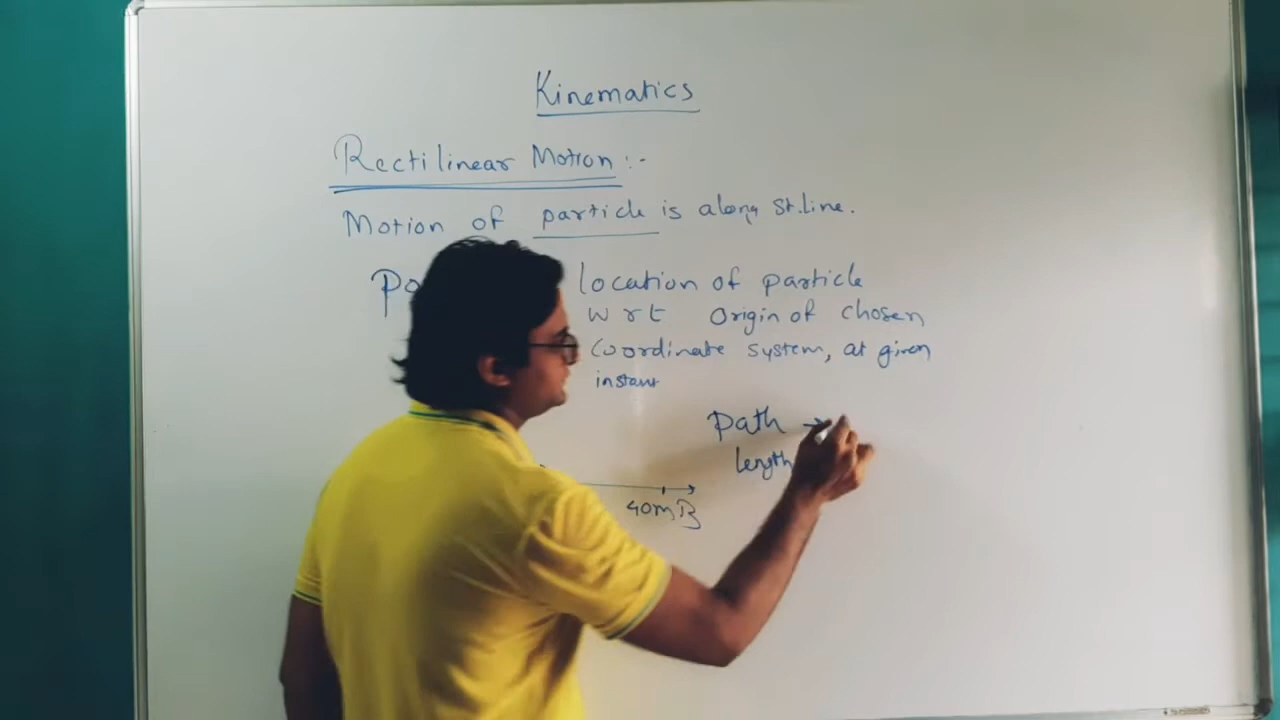 Kinematics
Rectilinear Motion :-
Motion of particle is along St. line.
location of particle
w r t Origin of chosen
Coordinate system, at given
instant
Path →
length
40m B